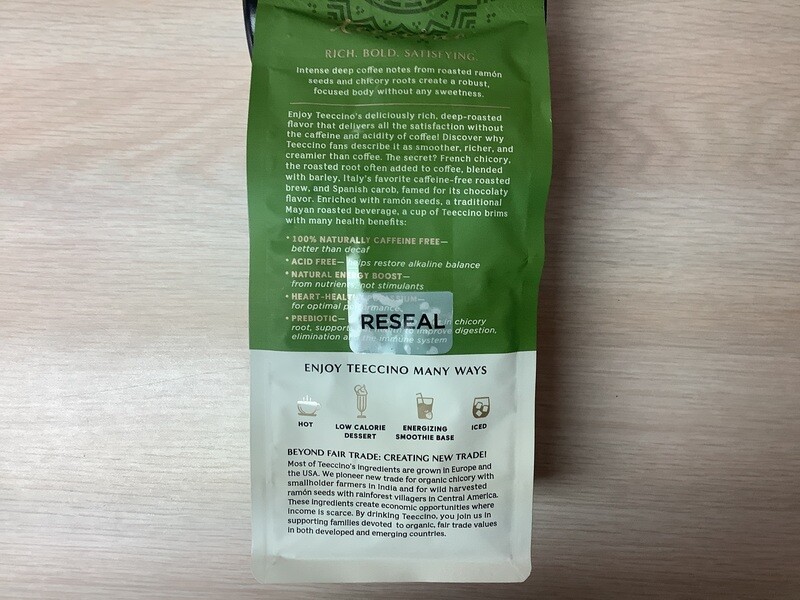 RICH. BOLD. SATISFYING.
Intense deep coffee notes from roasted ramón
seeds and chicory roots create a robust,
focused body without any sweetness.
Enjoy Teeccino's deliciously rich, deep-roasted
flavor that delivers all the satisfaction without
the caffeine and acidity of coffee! Discover why
Teeccino fans describe it as smoother, richer, and
creamier than coffee. The secret? French chicory,
the roasted root often added to coffee, blended
with barley, Italy's favorite caffeine-free roasted
brew, and Spanish carob, famed for its chocolaty
flavor. Enriched with ramón seeds, a traditional
Mayan roasted beverage, a cup of Teeccino brims
with many health benefits:
* 100% NATURALLY CAFFEINE FREE—
better than decaf
* ACID FREE— helps restore alkaline balance
* NATURAL ENERGY BOOST—
from nutrients not stimulants
* HEART-HEALTHY
for optimal performance
* PREBIOTIC— in chicory
root, support to improve digestion,
elimination the immune system
RESEAL
ENJOY TEECCINO MANY WAYS
HOT
LOW CALORIE
DESSERT
ENERGIZING
SMOOTHIE BASE
ICED
BEYOND FAIR TRADE: CREATING NEW TRADE!
Most of Teeccino's ingredients are grown in Europe and
the USA. We pioneer new trade for organic chicory with
smallholder farmers in India and for wild harvested
ramón seeds with rainforest villagers in Central America.
These ingredients create economic opportunities where
income is scarce. By drinking Teeccino, you join us in
supporting families devoted to organic, fair trade values
in both developed and emerging countries.